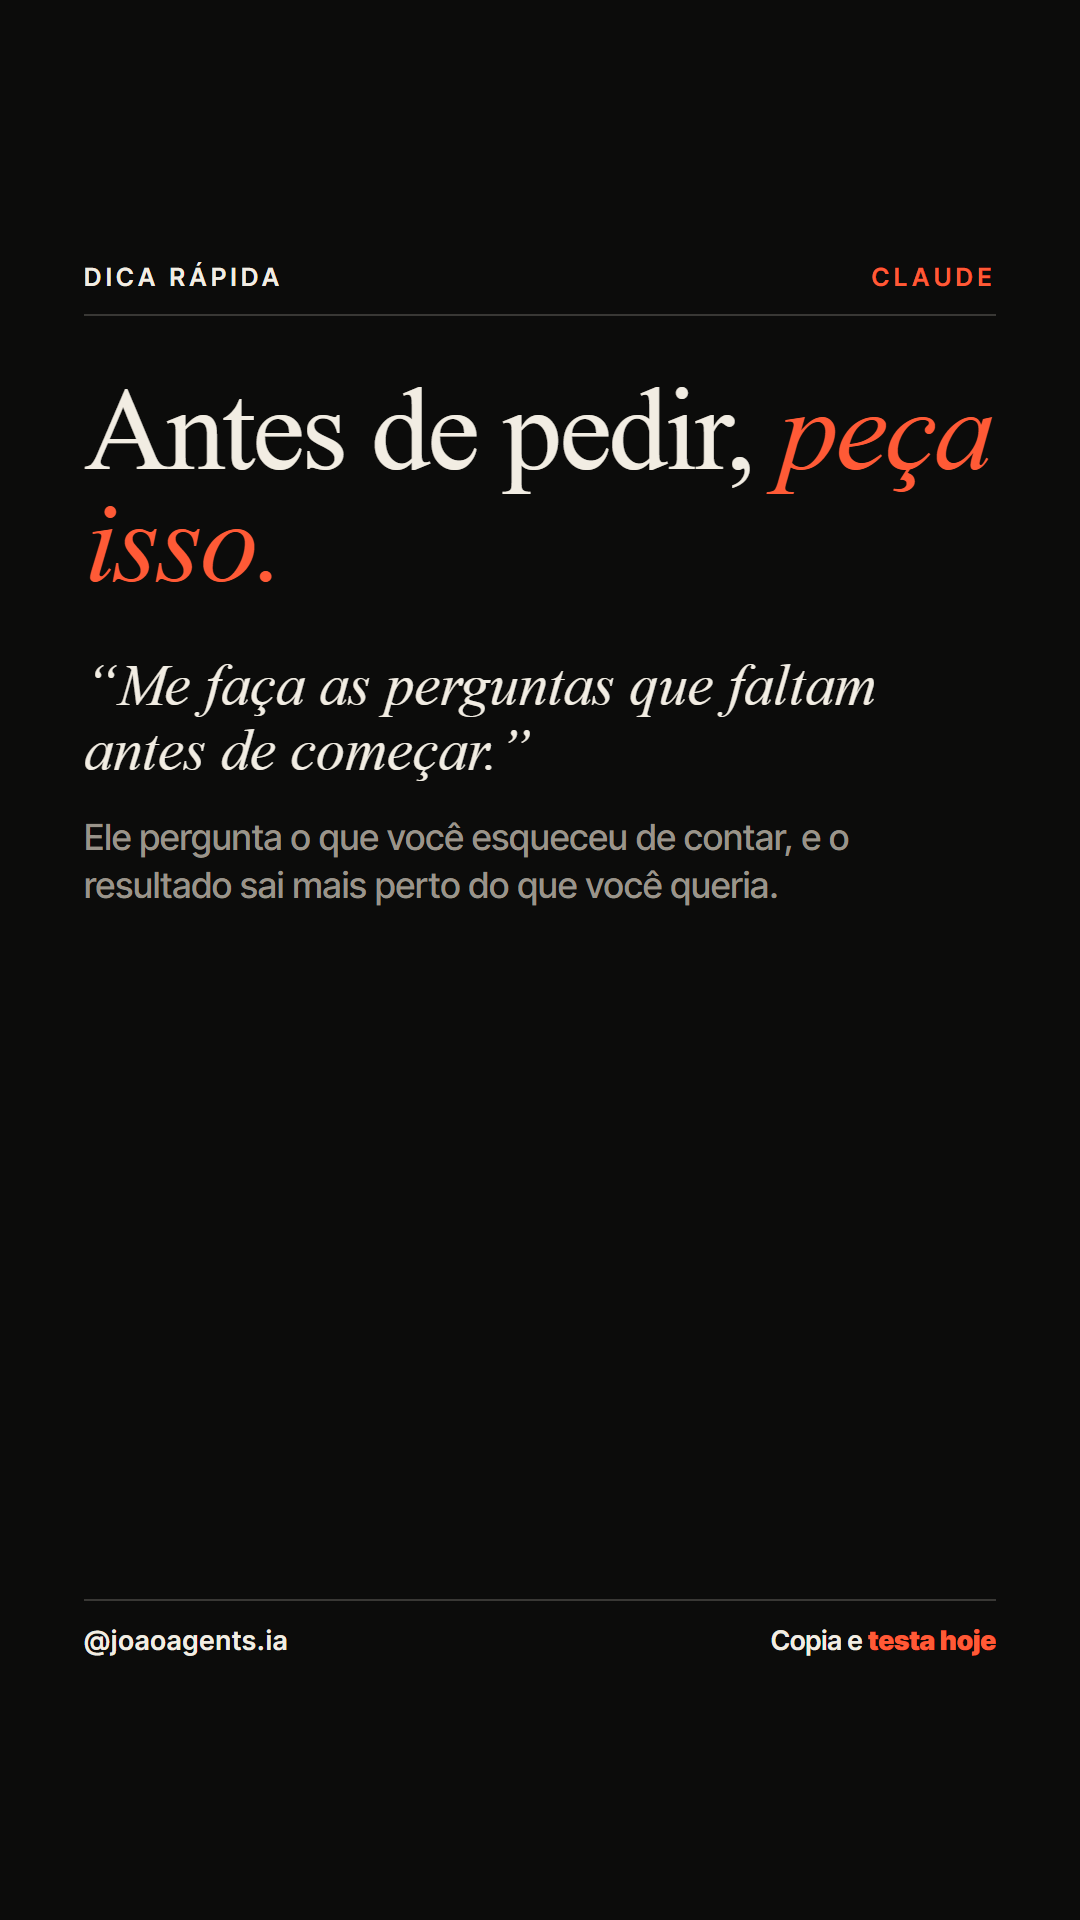 DICA RÁPIDA
CLAUDE
Antes de pedir, peça
isso.
“Me faça as perguntas que faltam
antes de começar.”
Ele pergunta o que você esqueceu de contar, e o
resultado sai mais perto do que você queria.
@joaoagents.ia
Copia e testa hoje